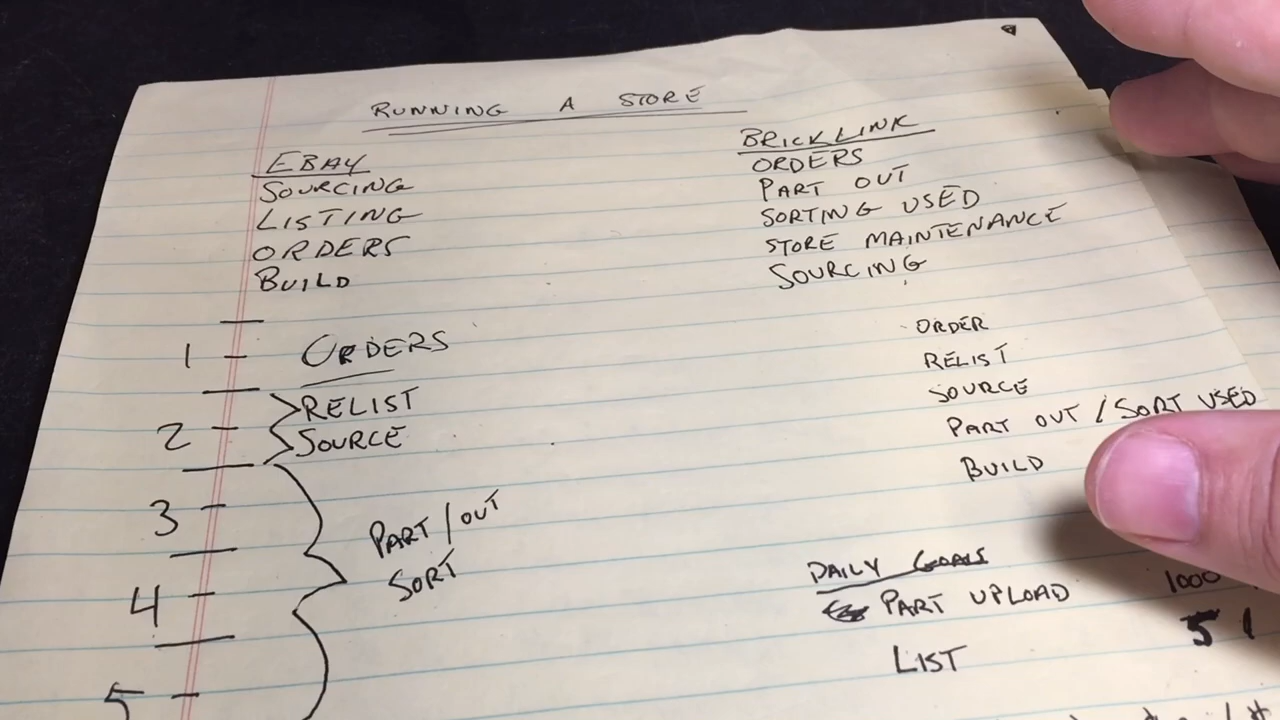 RUNNING A STORE
EBAY
SOURCING
LISTING
ORDERS
BUILD
BRICKLINK
ORDERS
PART OUT
SORTING USED
STORE MAINTENANCE
SOURCING
1 ORDERS
RELIST
2 SOURCE
3
PART/OUT
4 SORT
5
ORDER
RELIST
SOURCE
PART OUT / SORT USED
BUILD
DAILY GOALS
PART UPLOAD 1000
LIST 5